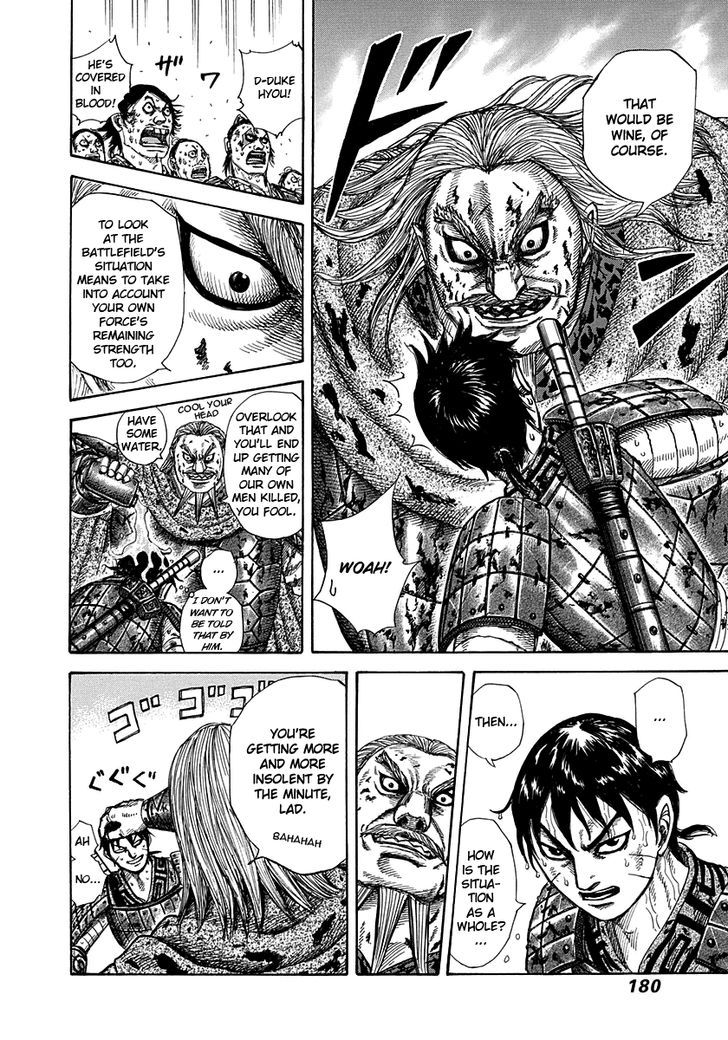 THAT
WOULD BE
WINE, OF
COURSE.
ド
WOAH!
D-DUKE
HYOU!
ザワ
HE'S
COVERED
IN
BLOOD!
TO LOOK
AT THE
BATTLEFIELD'S
SITUATION
MEANS TO TAKE
INTO ACCOUNT
YOUR OWN
FORCE'S
REMAINING
STRENGTH
TOO.
OVERLOOK
THAT AND
YOU'LL END
UP GETTING
MANY OF
OUR OWN
MEN KILLED,
YOU FOOL.
COOL YOUR
HEAD
HAVE
SOME
WATER.
...
I DON'T
WANT TO
BE TOLD
THAT BY
HIM.
...
THEN...
HOW
IS THE
SITUA-
TION
AS A
WHOLE?
...
YOU'RE
GETTING MORE
AND MORE
INSOLENT BY
THE MINUTE,
LAD.
BAHAHAH
ゴゴゴゴ
ぐぐぐ
AH
NO...
180